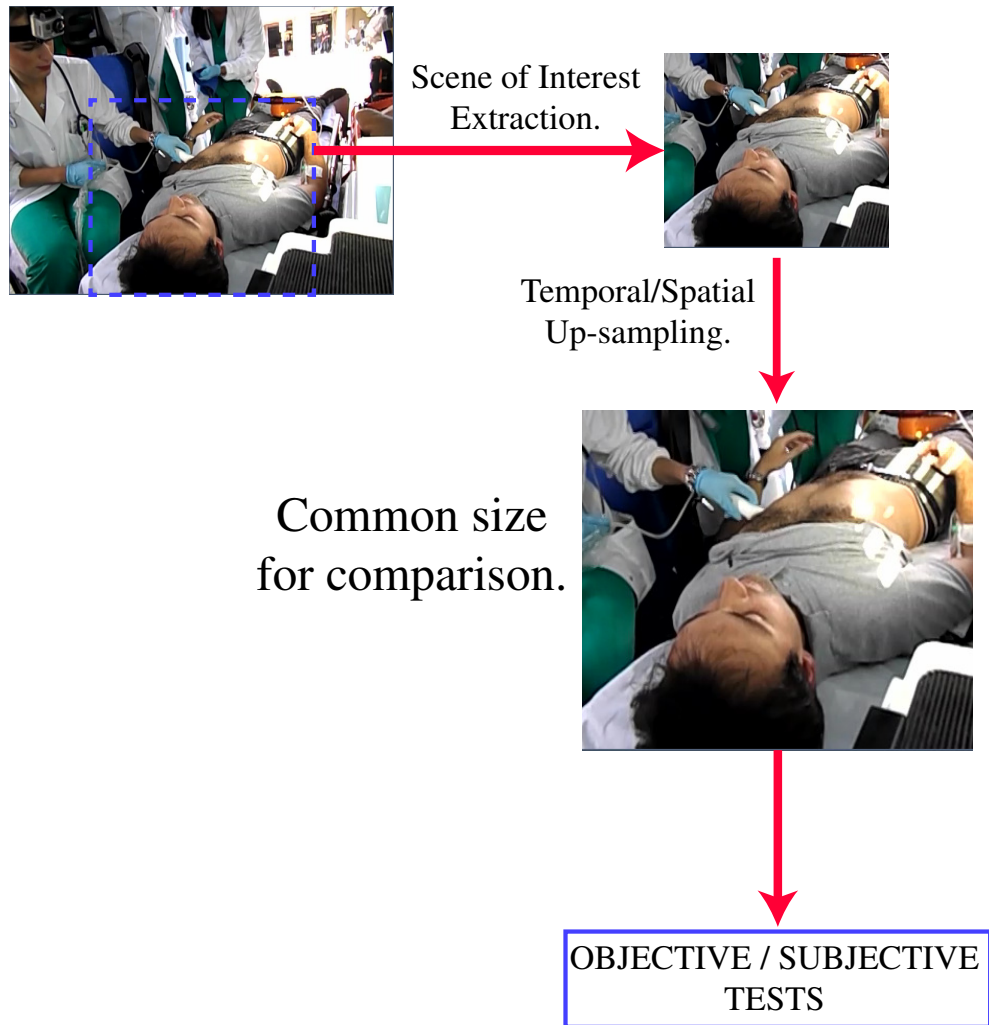 Scene of Interest
Extraction.
Temporal/Spatial
Up-sampling.
Common size
for comparison.
OBJECTIVE / SUBJECTIVE
TESTS